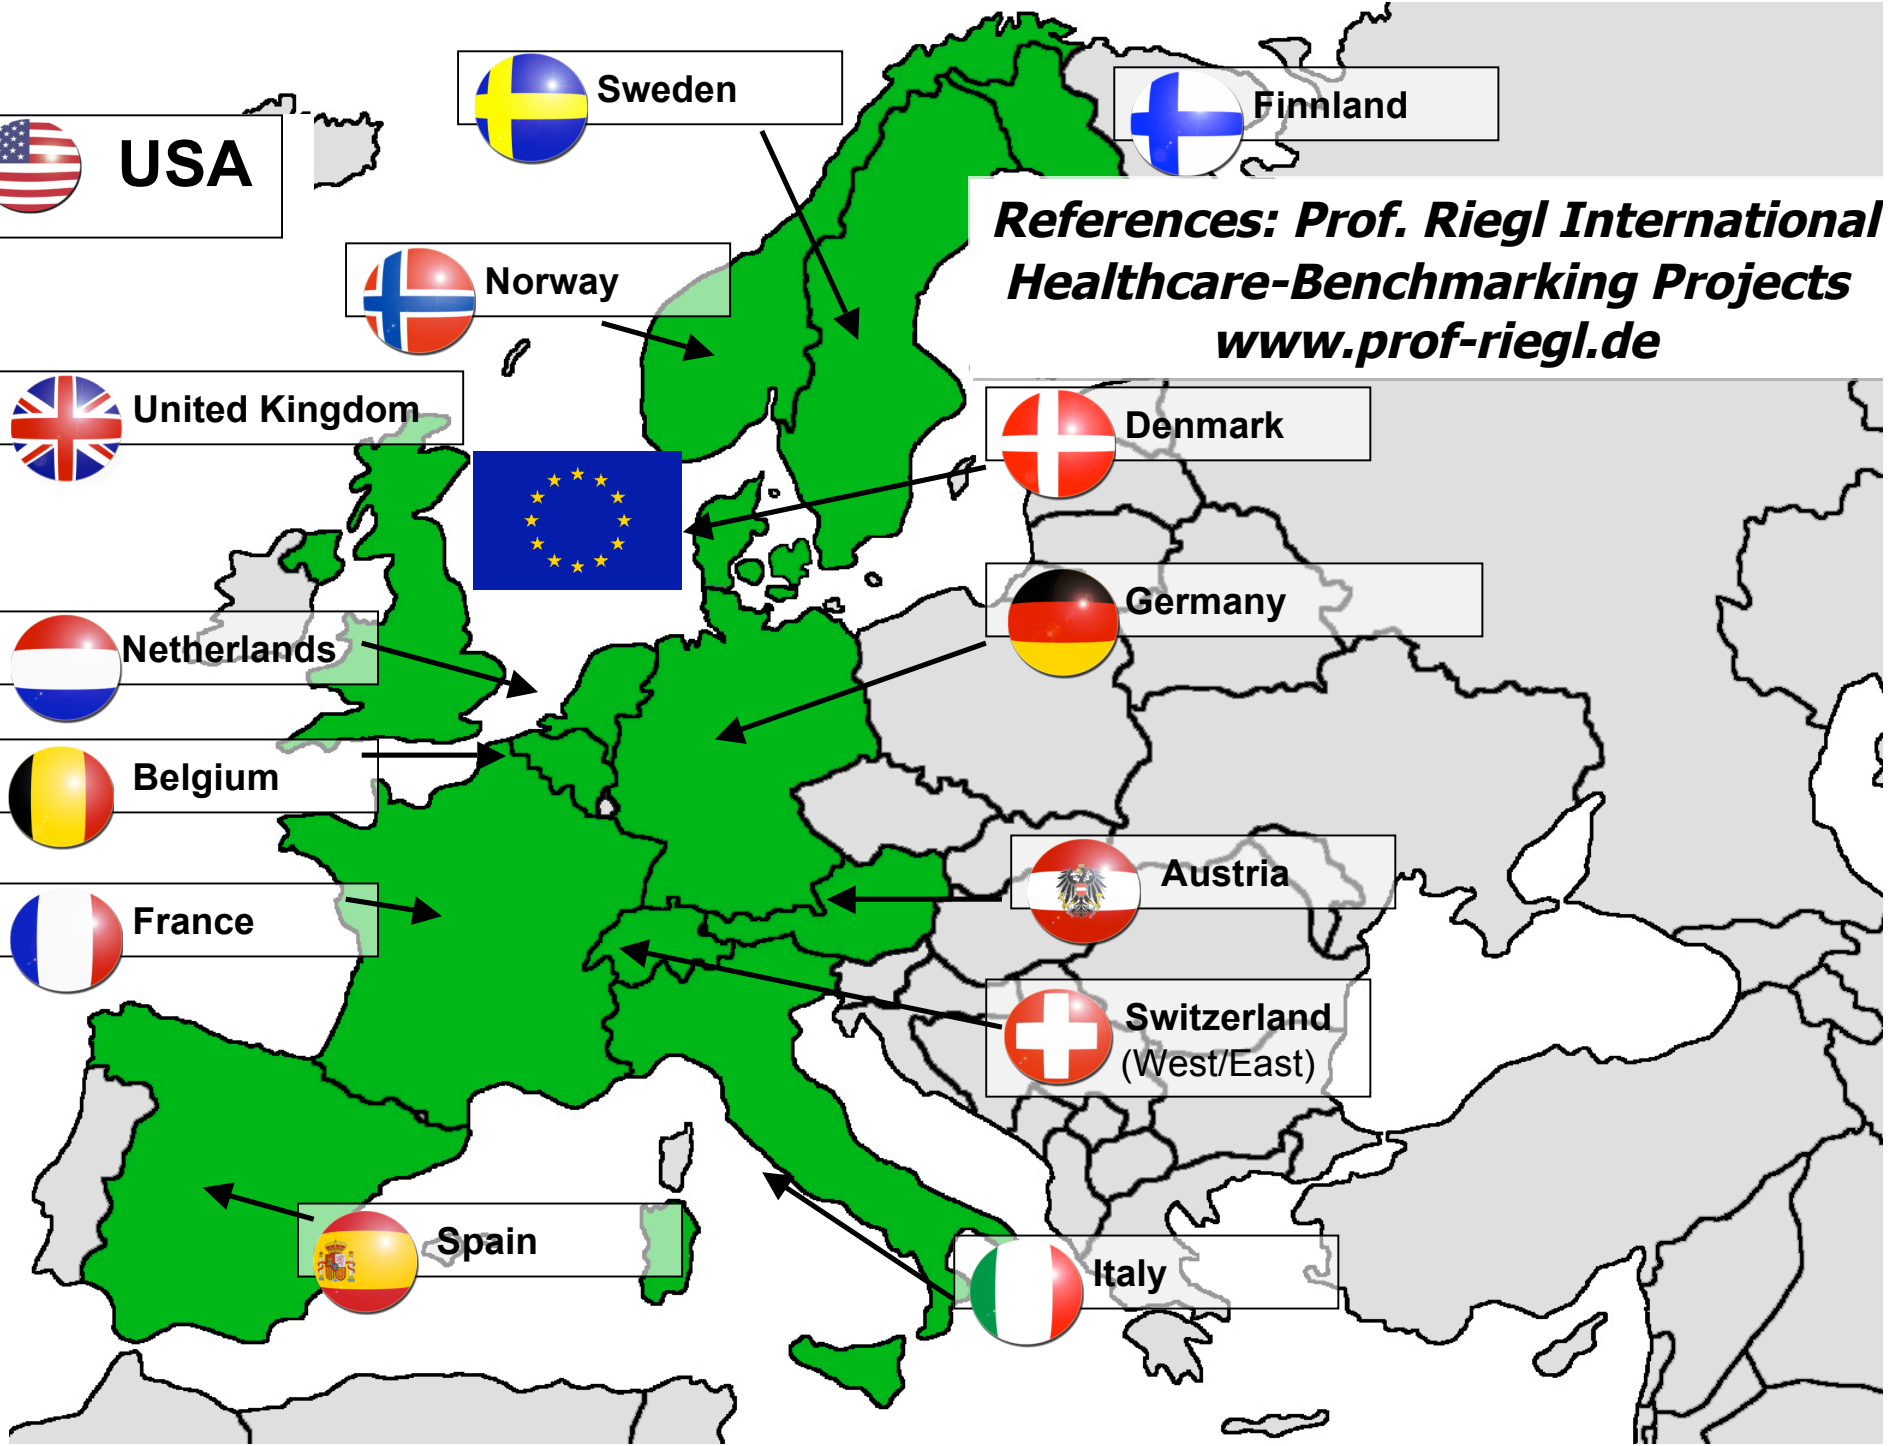 Sweden
Finnland
USA
References: Prof. Riegl International
Healthcare-Benchmarking Projects
www.prof-riegl.de
Norway
United Kingdom
Denmark
Germany
Netherlands
Belgium
Austria
France
Switzerland
(West/East)
Spain
Italy